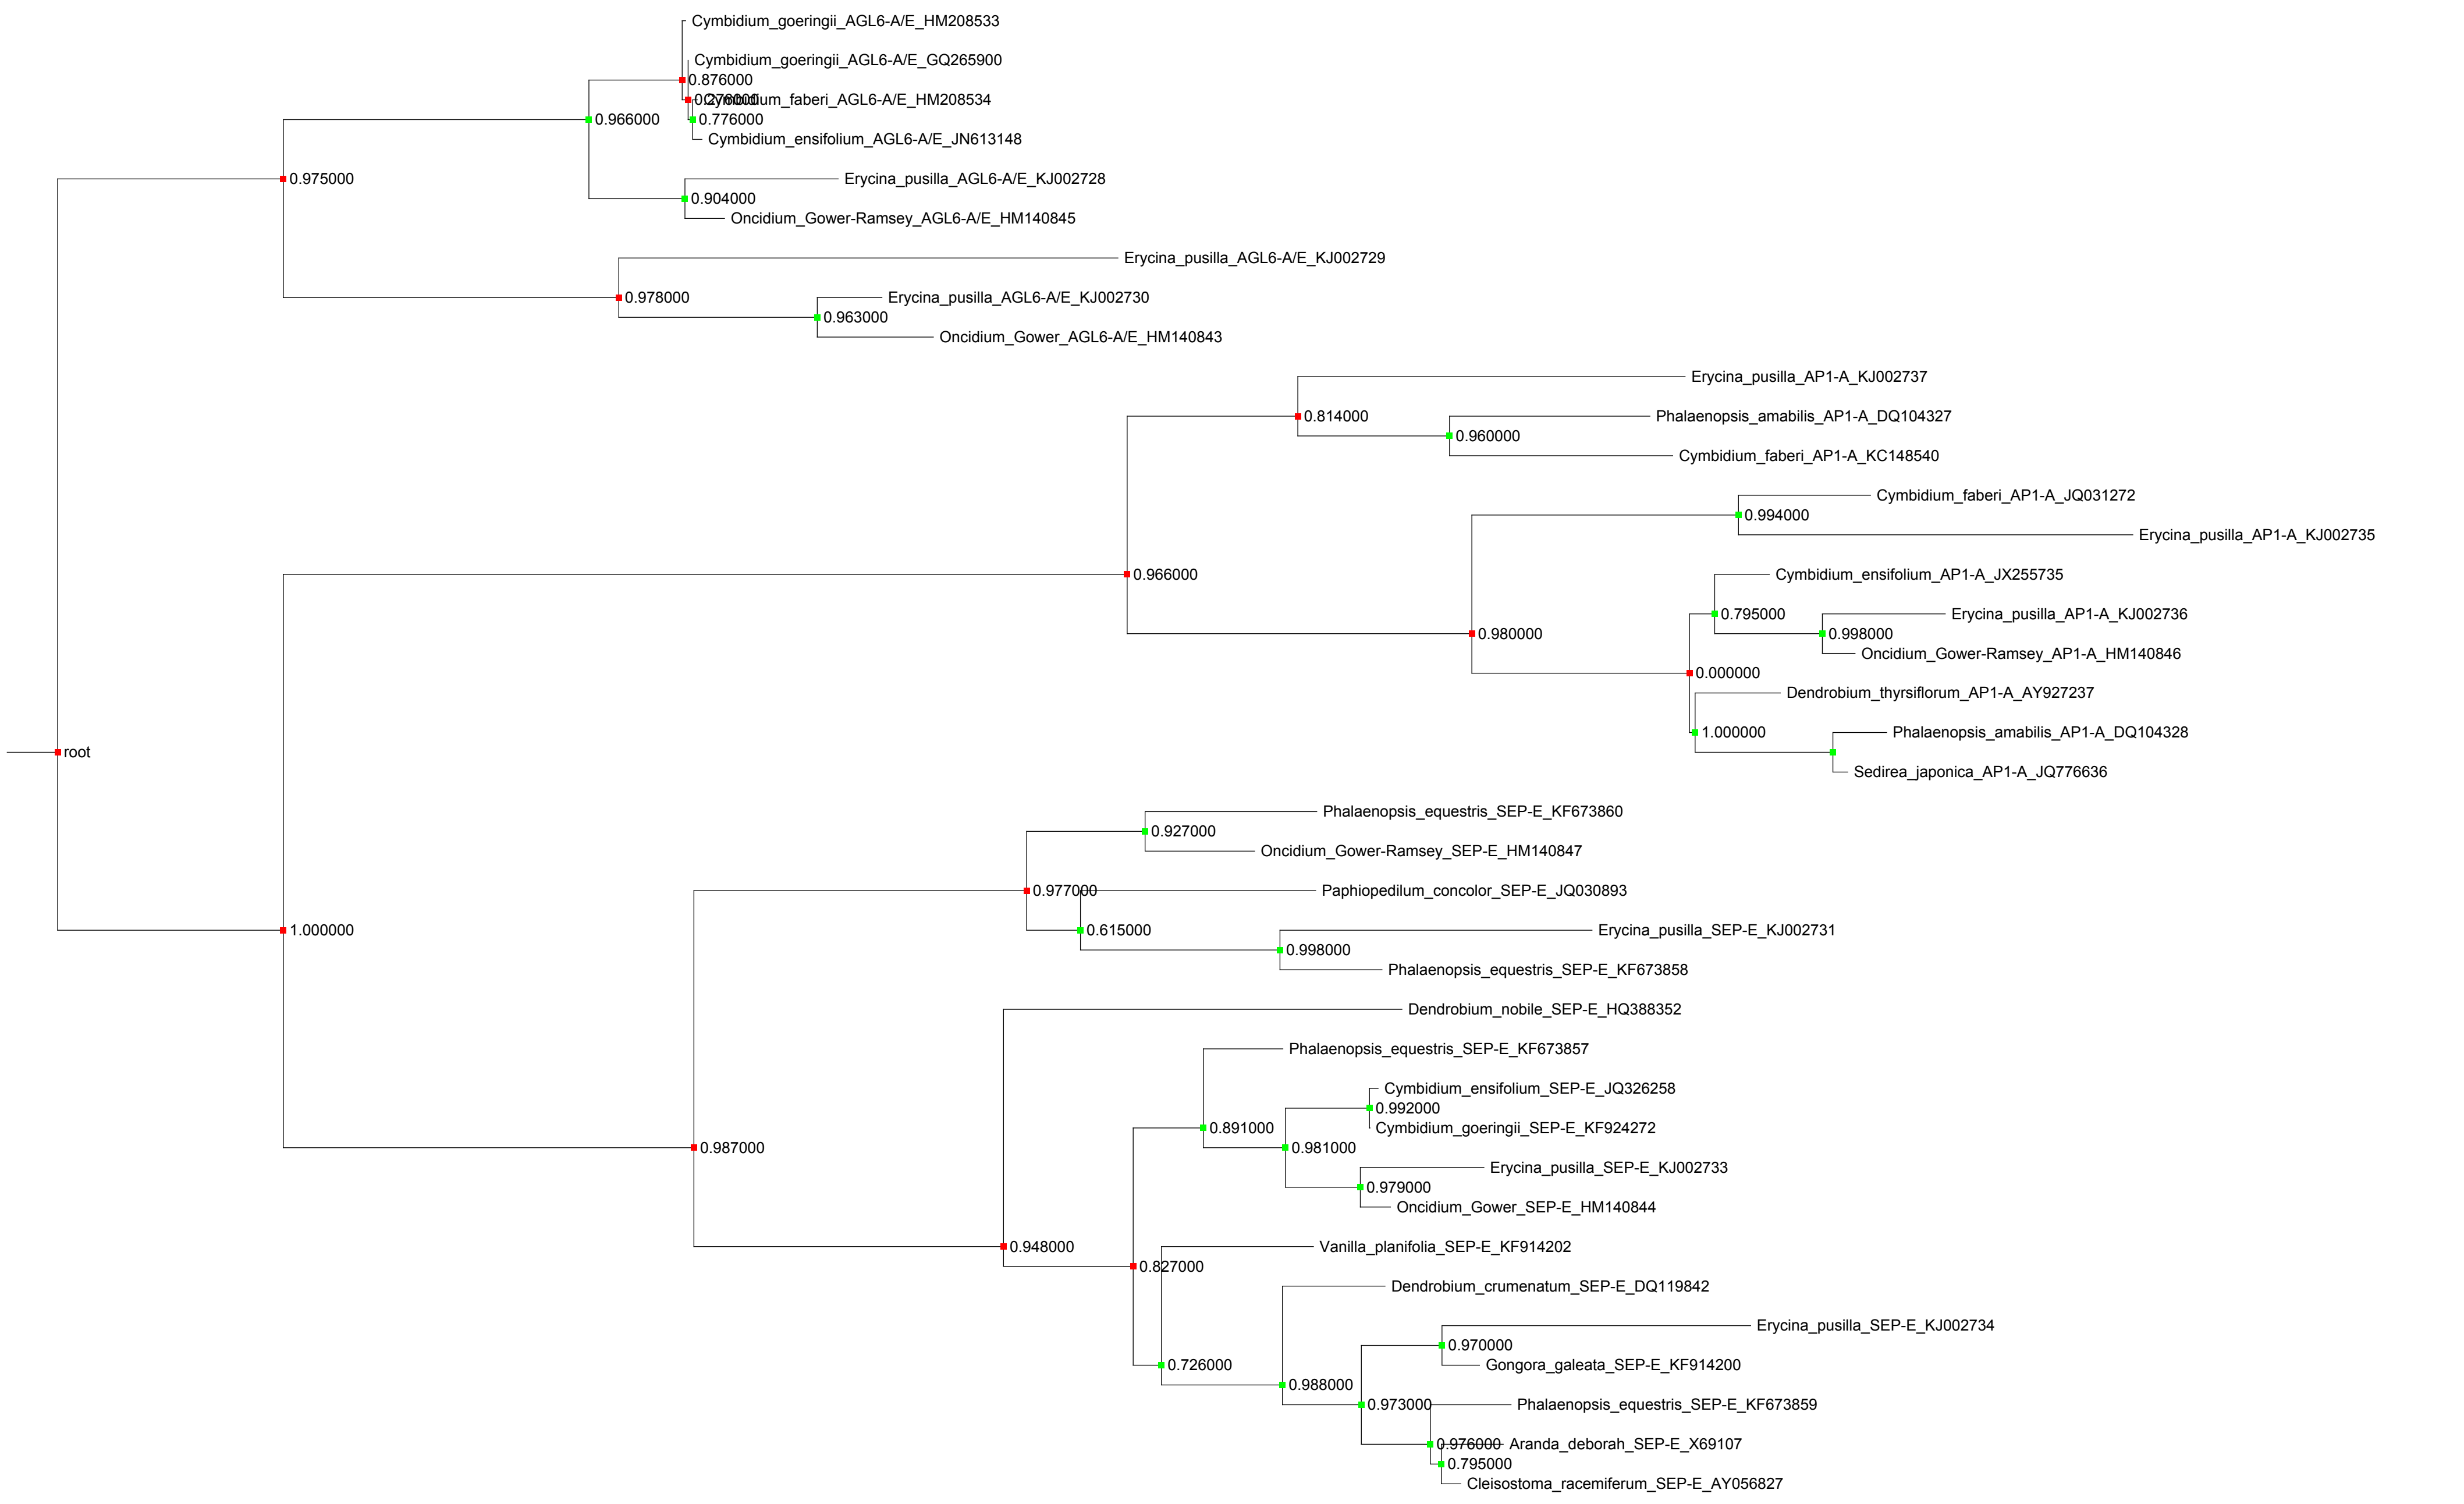 Cymbidium_goeringii_AGL6-A/E_HM208533
Cymbidium_goeringii_AGL6-A/E_GQ265900
0.876000
0.276000
Cymbidium_faberi_AGL6-A/E_HM208534
0.966000
0.776000
Cymbidium_ensifolium_AGL6-A/E_JN613148
0.975000
Erycina_pusilla_AGL6-A/E_KJ002728
0.904000
Oncidium_Gower-Ramsey_AGL6-A/E_HM140845
Erycina_pusilla_AGL6-A/E_KJ002729
0.978000
Erycina_pusilla_AGL6-A/E_KJ002730
0.963000
Oncidium_Gower_AGL6-A/E_HM140843
Erycina_pusilla_AP1-A_KJ002737
0.814000
Phalaenopsis_amabilis_AP1-A_DQ104327
0.960000
Cymbidium_faberi_AP1-A_KC148540
Cymbidium_faberi_AP1-A_JQ031272
0.994000
Erycina_pusilla_AP1-A_KJ002735
0.966000
Cymbidium_ensifolium_AP1-A_JX255735
0.795000
Erycina_pusilla_AP1-A_KJ002736
0.980000
0.998000
Oncidium_Gower-Ramsey_AP1-A_HM140846
0.000000
Dendrobium_thyrsiflorum_AP1-A_AY927237
1.000000
Phalaenopsis_amabilis_AP1-A_DQ104328
root
Sedirea_japonica_AP1-A_JQ776636
Phalaenopsis_equestris_SEP-E_KF673860
0.927000
Oncidium_Gower-Ramsey_SEP-E_HM140847
0.977000
Paphiopedilum_concolor_SEP-E_JQ030893
1.000000
0.615000
Erycina_pusilla_SEP-E_KJ002731
0.998000
Phalaenopsis_equestris_SEP-E_KF673858
Dendrobium_nobile_SEP-E_HQ388352
Phalaenopsis_equestris_SEP-E_KF673857
Cymbidium_ensifolium_SEP-E_JQ326258
0.992000
0.891000
Cymbidium_goeringii_SEP-E_KF924272
0.987000
0.981000
Erycina_pusilla_SEP-E_KJ002733
0.979000
Oncidium_Gower_SEP-E_HM140844
0.948000
Vanilla_planifolia_SEP-E_KF914202
0.827000
Dendrobium_crumenatum_SEP-E_DQ119842
Erycina_pusilla_SEP-E_KJ002734
0.970000
0.726000
Gongora_galeata_SEP-E_KF914200
0.988000
0.973000
Phalaenopsis_equestris_SEP-E_KF673859
0.976000
Aranda_deborah_SEP-E_X69107
0.795000
Cleisostoma_racemiferum_SEP-E_AY056827